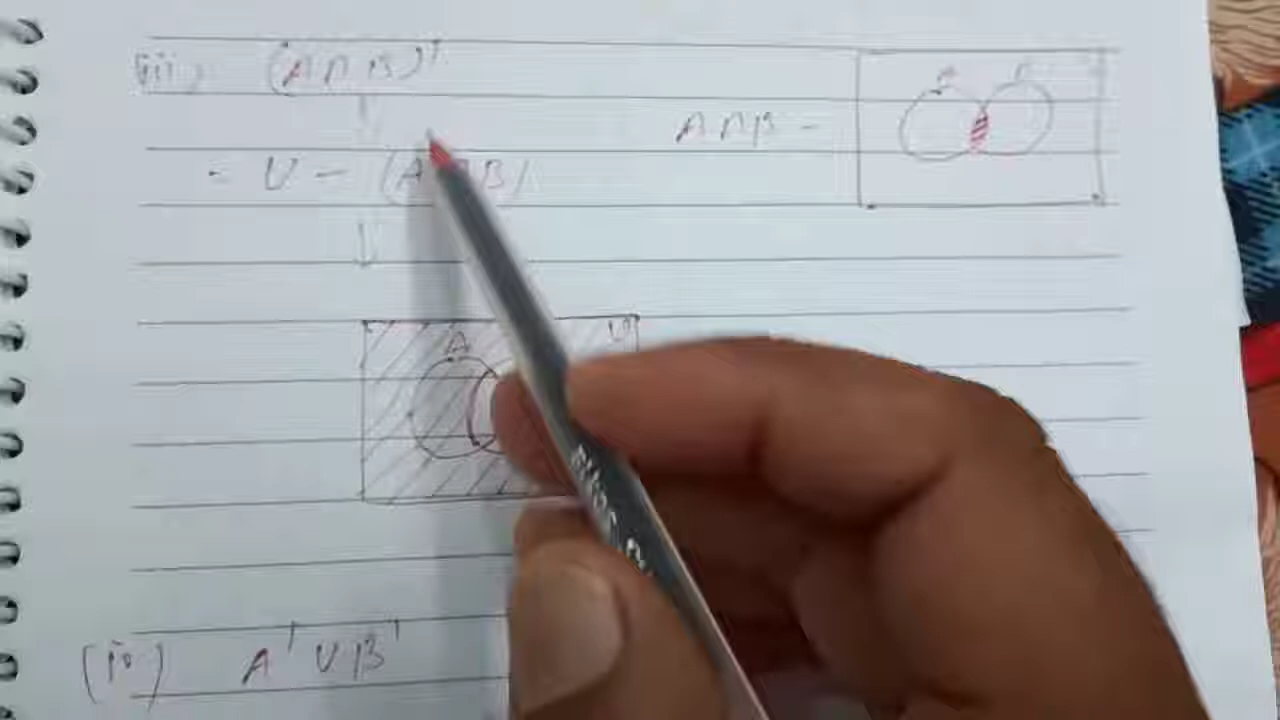 (iii) (A ∩ B)'
A ∩ B -
A B
- U - (A ∩ B)
U
A
(iv) A' ∪ B'